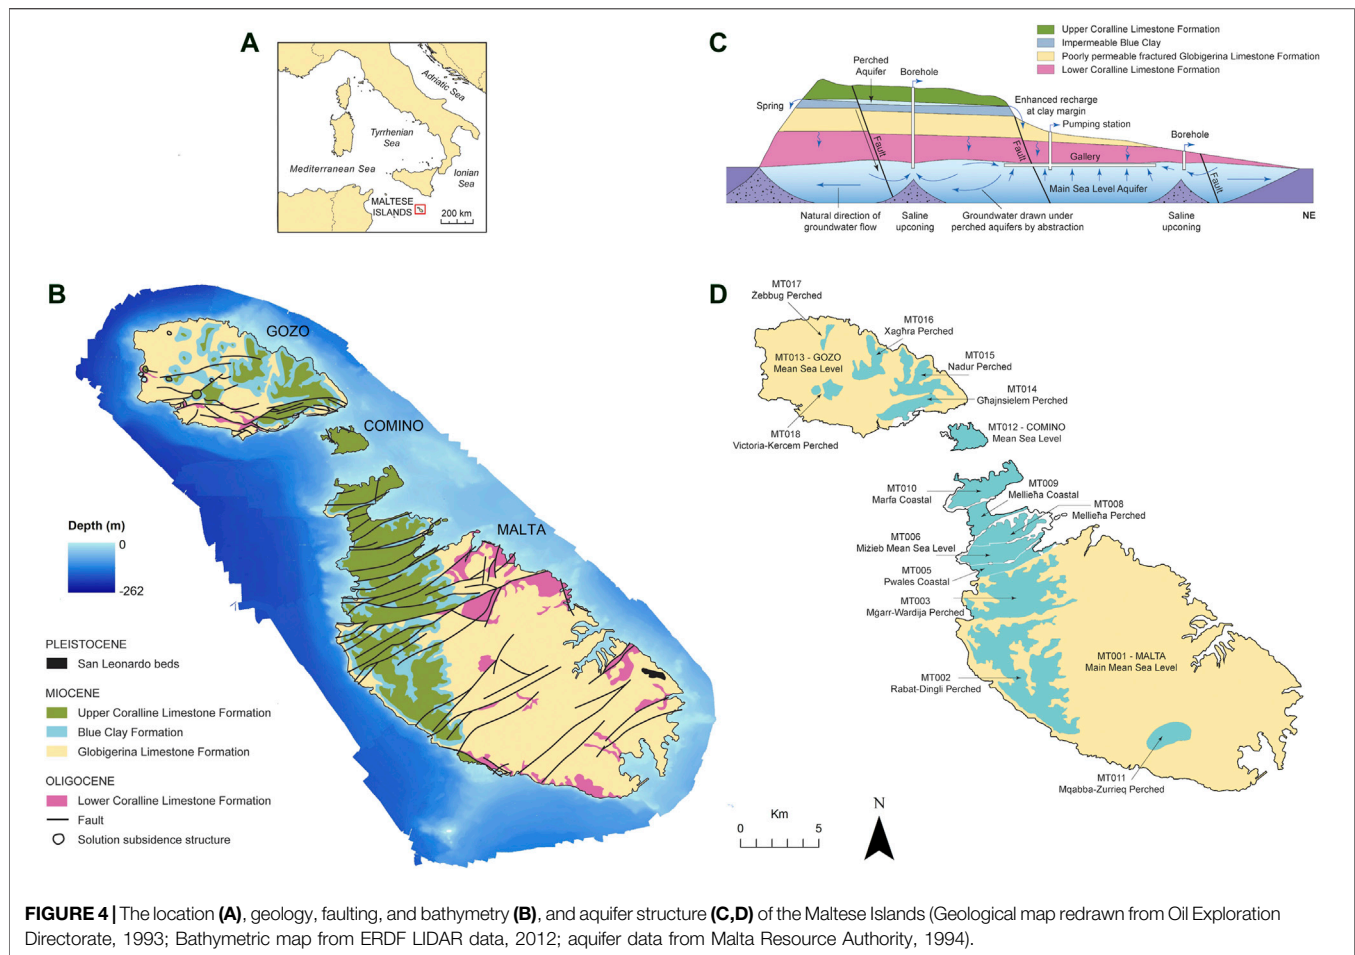 A
Adriatic Sea
Tyrrhenian
Sea
Mediterranean Sea
Ionian
Sea
MALTESE
ISLANDS
200 km
C
Upper Coralline Limestone Formation
Impermeable Blue Clay
Poorly permeable fractured Globigerina Limestone Formation
Lower Coralline Limestone Formation
Perched
Aquifer
Borehole
Spring
Enhanced recharge
at clay margin
Pumping station
Borehole
Fault
Fault
Gallery
Fault
Main Sea Level Aquifer
Natural direction of
groundwater flow
Saline
upconing
Groundwater drawn under
perched aquifers by abstraction
Saline
upconing
NE
B
GOZO
COMINO
MALTA
Depth (m)
0
-262
PLEISTOCENE
San Leonardo beds
MIOCENE
Upper Coralline Limestone Formation
Blue Clay Formation
Globigerina Limestone Formation
OLIGOCENE
Lower Coralline Limestone Formation
Fault
Solution subsidence structure
D
MT017
Zebbug Perched
MT016
Xagħra Perched
MT013 - GOZO
Mean Sea Level
MT015
Nadur Perched
MT014
Għajnsielem Perched
MT018
Victoria-Kercem Perched
MT012 - COMINO
Mean Sea Level
MT010
Marfa Coastal
MT009
Mellieħa Coastal
MT008
Mellieħa Perched
MT006
Miżieb Mean Sea Level
MT005
Pwales Coastal
MT003
Mġarr-Wardija Perched
MT001 - MALTA
Main Mean Sea Level
MT002
Rabat-Dingli Perched
MT011
Mqabba-Zurrieq Perched
Km
0
5
N
FIGURE 4 | The location (A), geology, faulting, and bathymetry (B), and aquifer structure (C,D) of the Maltese Islands (Geological map redrawn from Oil Exploration
Directorate, 1993; Bathymetric map from ERDF LIDAR data, 2012; aquifer data from Malta Resource Authority, 1994).